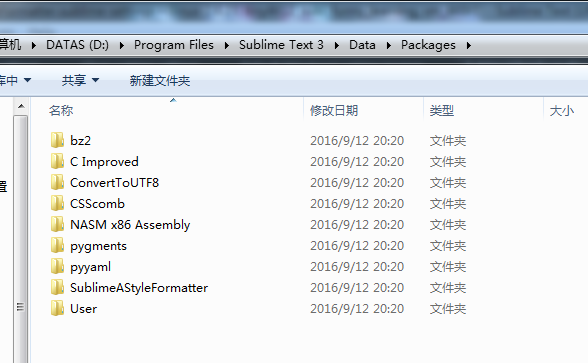 算机 ▸ DATAS (D:) ▸ Program Files ▸ Sublime Text 3 ▸ Data ▸ Packages ▸
库中 ▼ 共享 ▼ 新建文件夹
名称 修改日期 类型 大小
bz2 2016/9/12 20:20 文件夹
C Improved 2016/9/12 20:20 文件夹
ConvertToUTF8 2016/9/12 20:20 文件夹
CSScomb 2016/9/12 20:20 文件夹
NASM x86 Assembly 2016/9/12 20:20 文件夹
置
pygments 2016/9/12 20:20 文件夹
pyyaml 2016/9/12 20:20 文件夹
SublimeAStyleFormatter 2016/9/12 20:20 文件夹
User 2016/9/12 20:20 文件夹